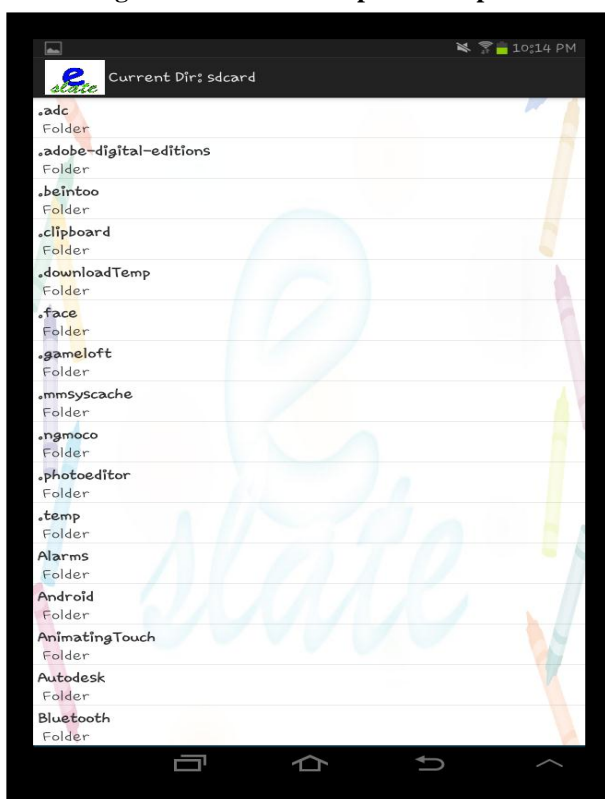 10:14 PM
e
slate
Current Dir: sdcard
.adc
Folder
.adobe-digital-editions
Folder
.beintoo
Folder
.clipboard
Folder
.downloadTemp
Folder
.face
Folder
.gameloft
Folder
.mmsyscache
Folder
.ngmoco
Folder
.photoeditor
Folder
.temp
Folder
Alarms
Folder
Android
Folder
AnimatingTouch
Folder
Autodesk
Folder
Bluetooth
Folder
e
slate